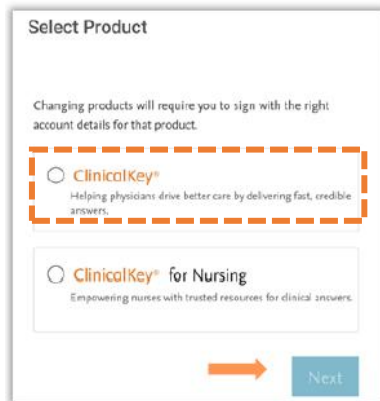 Select Product
Changing products will require you to sign with the right
account details for that product.
ClinicalKey®
Helping physicians drive better care by delivering fast, credible
answers.
ClinicalKey® for Nursing
Empowering nurses with trusted resources for clinical answers.
Next